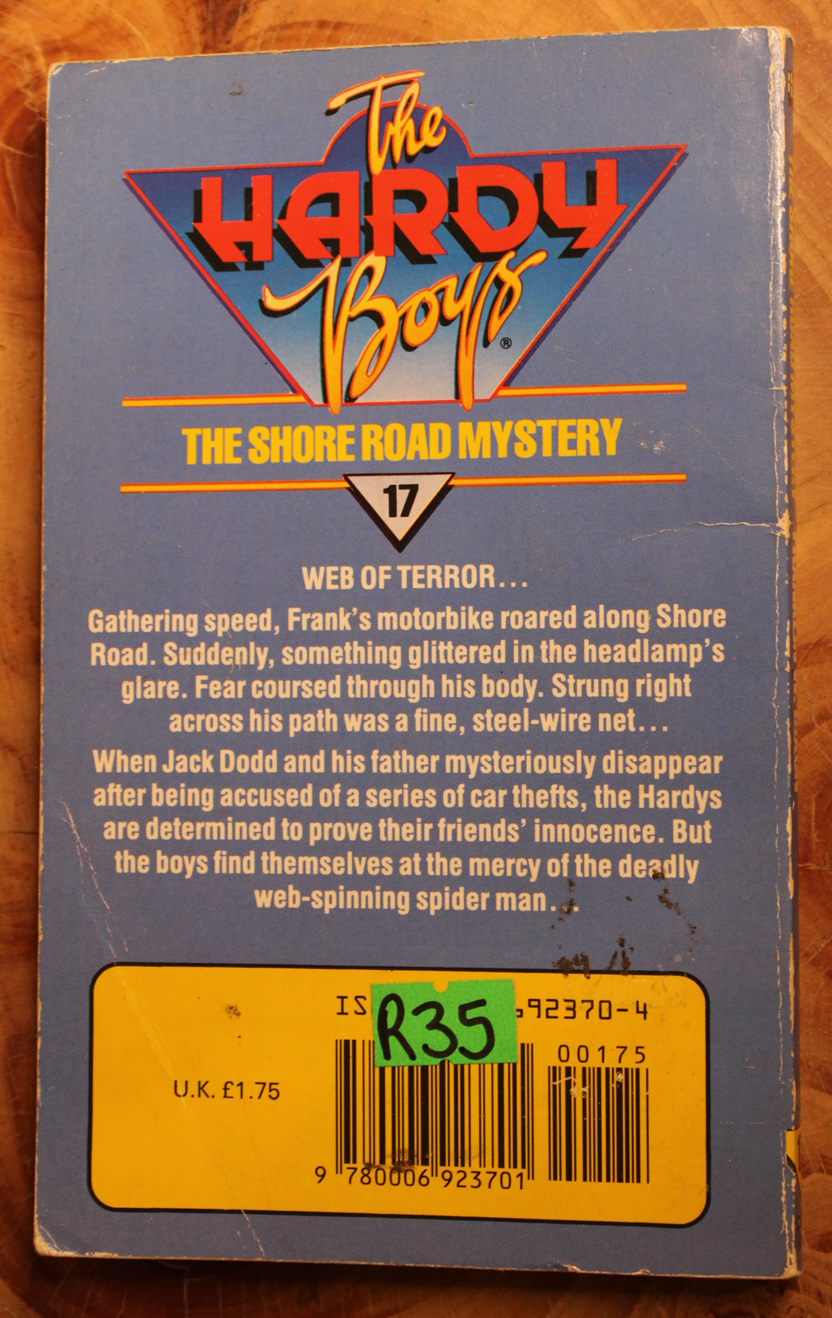 The
HARDY
Boys®
THE SHORE ROAD MYSTERY
17
WEB OF TERROR...
Gathering speed, Frank's motorbike roared along Shore
Road. Suddenly, something glittered in the headlamp's
glare. Fear coursed through his body. Strung right
across his path was a fine, steel-wire net...
When Jack Dodd and his father mysteriously disappear
after being accused of a series of car thefts, the Hardys
are determined to prove their friends' innocence. But
the boys find themselves at the mercy of the deadly
web-spinning spider man...
IS 92370-4
R35
00175
U.K. £1.75
9 780006 923701